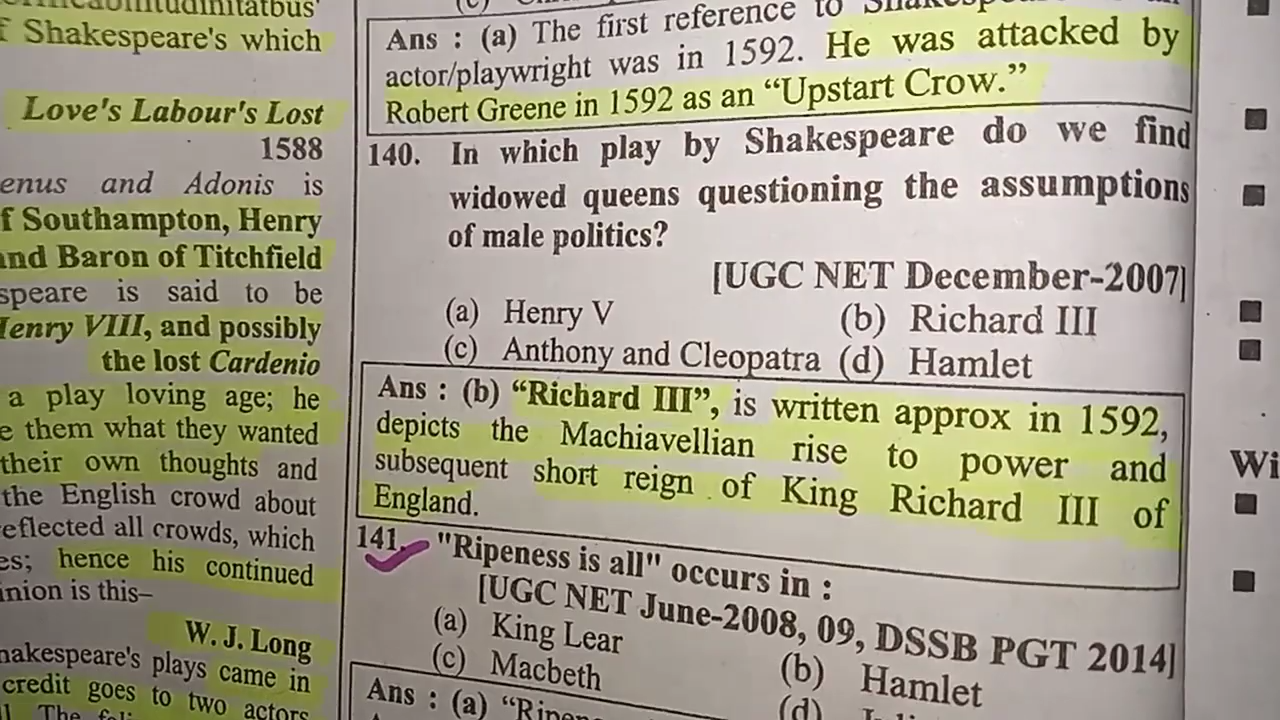 f Shakespeare's which
Love's Labour's Lost
1588
enus and Adonis is
f Southampton, Henry
and Baron of Titchfield
speare is said to be
Henry VIII, and possibly
the lost Cardenio
a play loving age; he
e them what they wanted
their own thoughts and
the English crowd about
eflected all crowds, which
es; hence his continued
inion is this–
W. J. Long
hakespeare's plays came in
credit goes to two actors
Ans : (a) The first reference to
actor/playwright was in 1592. He was attacked by
Robert Greene in 1592 as an “Upstart Crow.”
140. In which play by Shakespeare do we find
widowed queens questioning the assumptions
of male politics?
[UGC NET December-2007]
(a) Henry V (b) Richard III
(c) Anthony and Cleopatra (d) Hamlet
Ans : (b) “Richard III”, is written approx in 1592,
depicts the Machiavellian rise to power and
subsequent short reign of King Richard III of
England.
141. "Ripeness is all" occurs in :
[UGC NET June-2008, 09, DSSB PGT 2014]
(a) King Lear (b) Hamlet
(c) Macbeth (d)
Ans : (a)
Wi